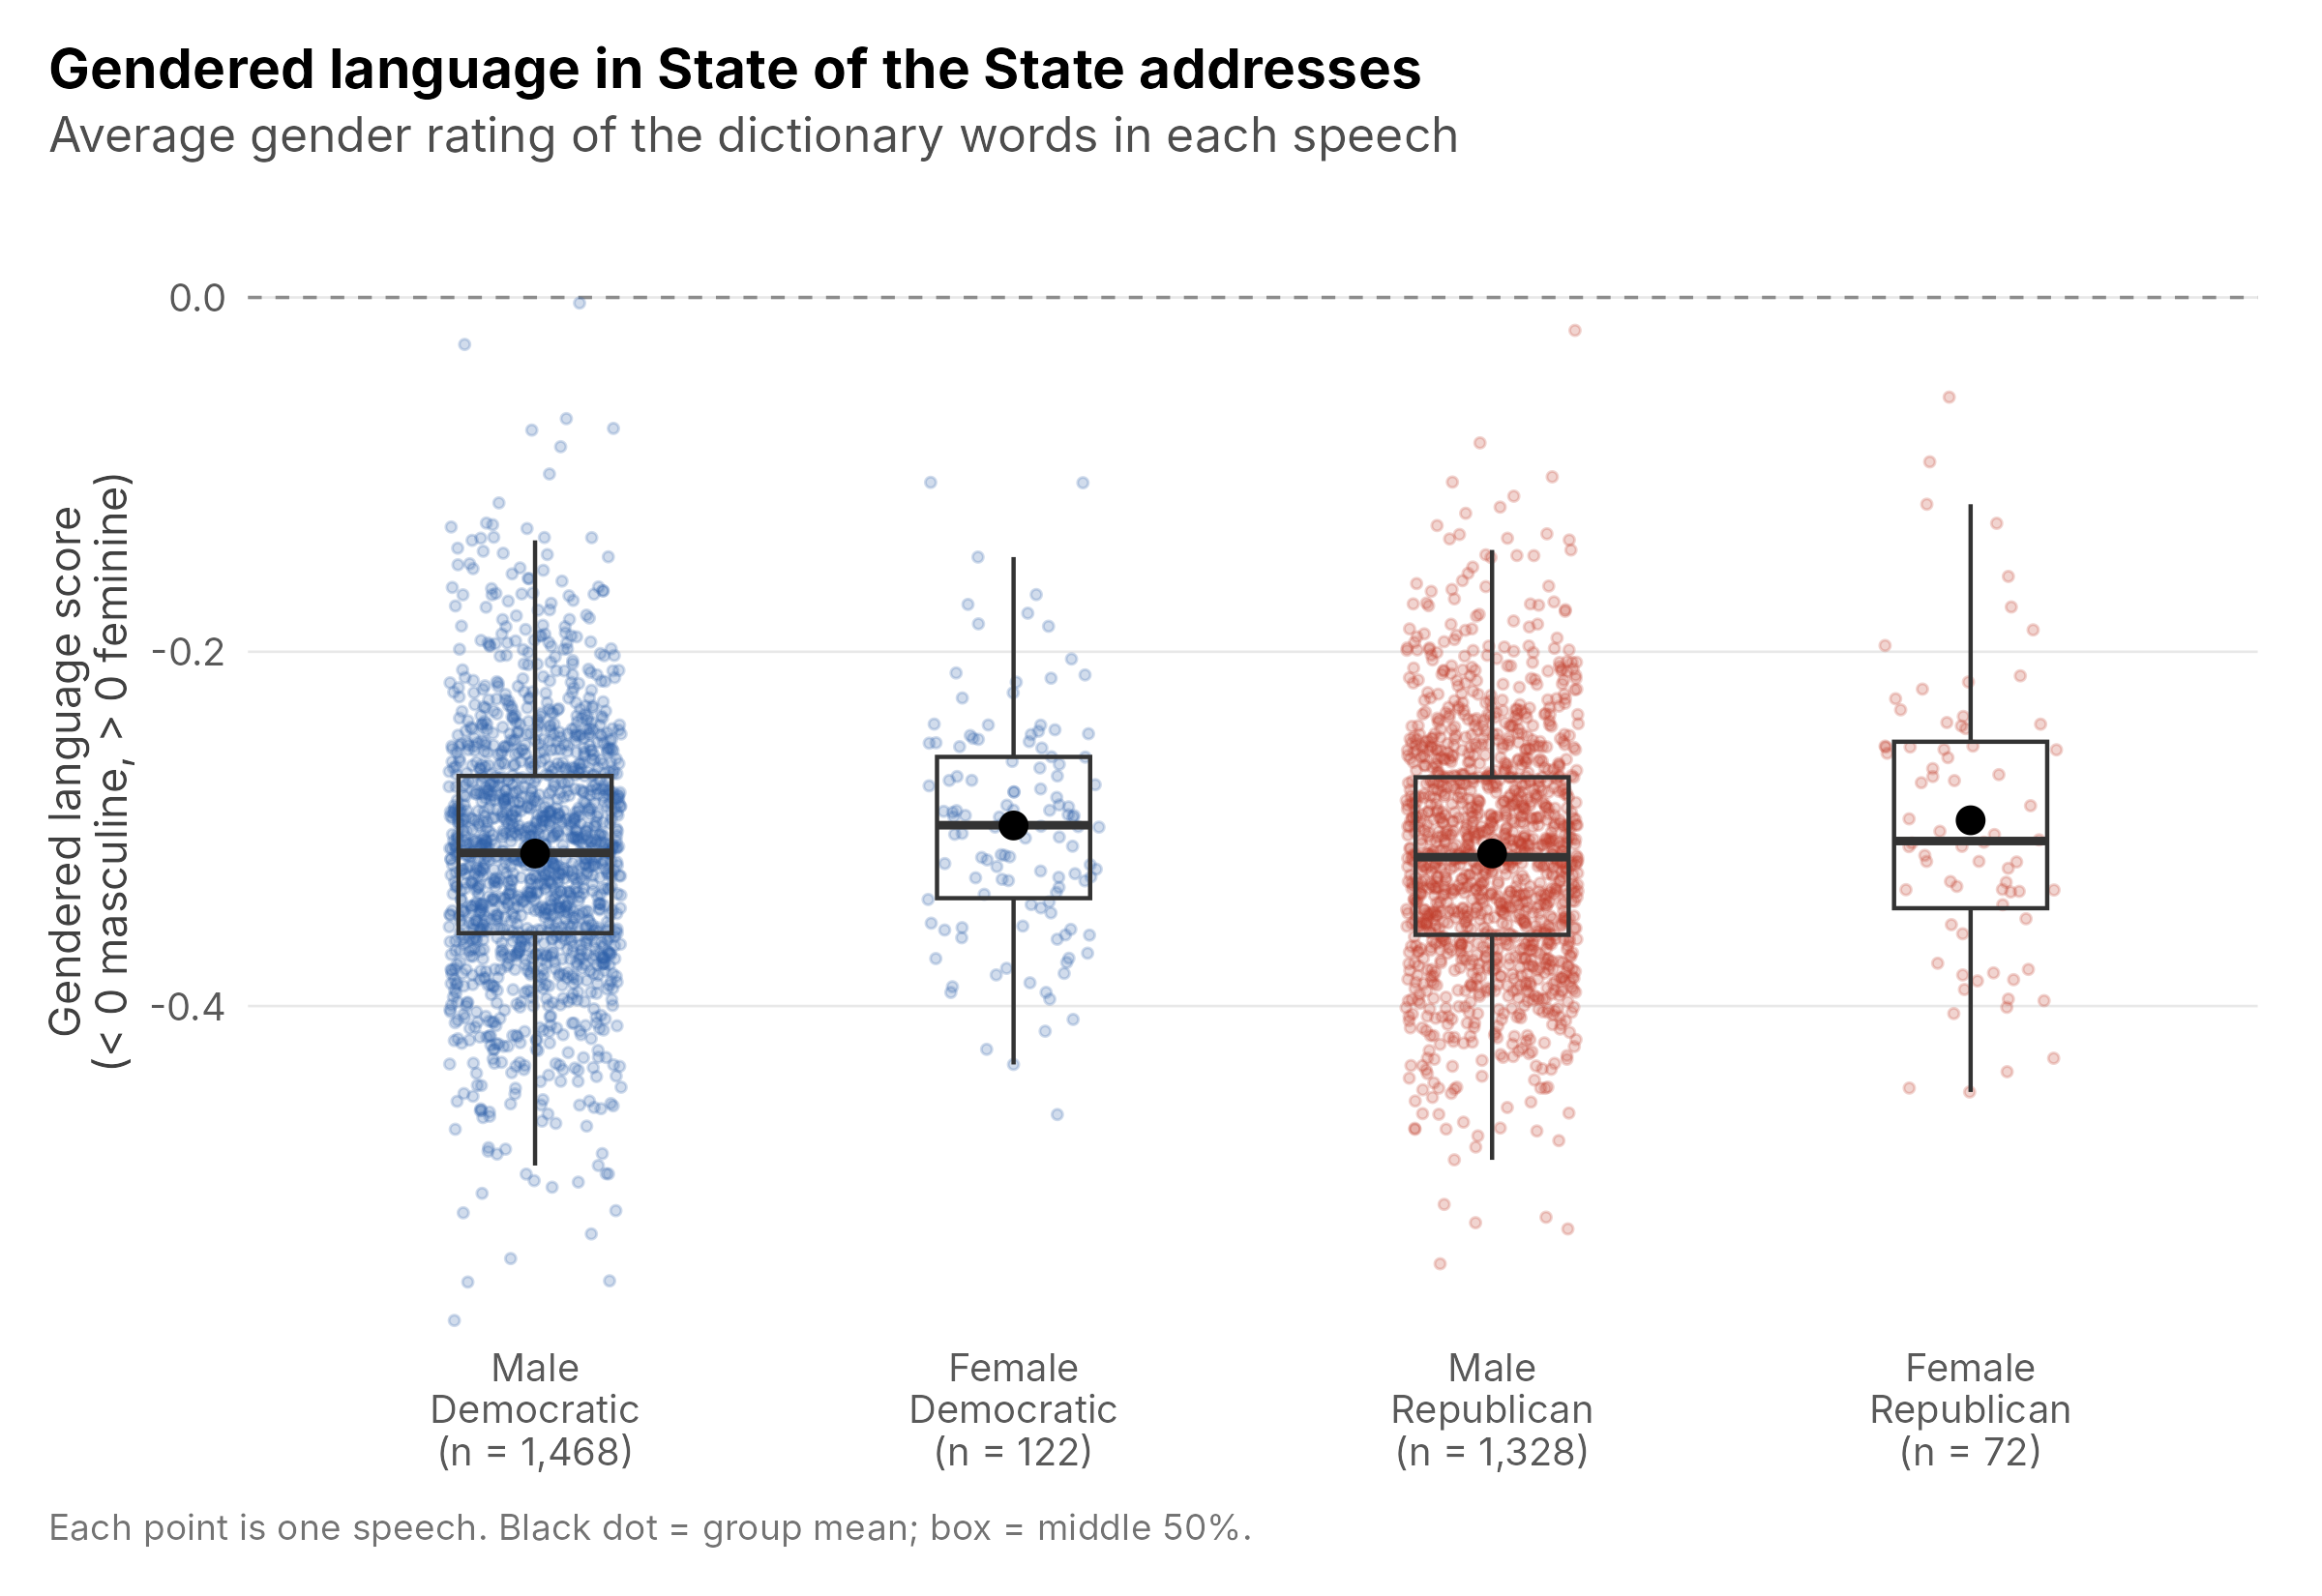 Gendered language in State of the State addresses
Average gender rating of the dictionary words in each speech
Gendered language score
(< 0 masculine, > 0 feminine)
0.0
-0.2
-0.4
Male
Democratic
(n = 1,468)
Female
Democratic
(n = 122)
Male
Republican
(n = 1,328)
Female
Republican
(n = 72)
Each point is one speech. Black dot = group mean; box = middle 50%.